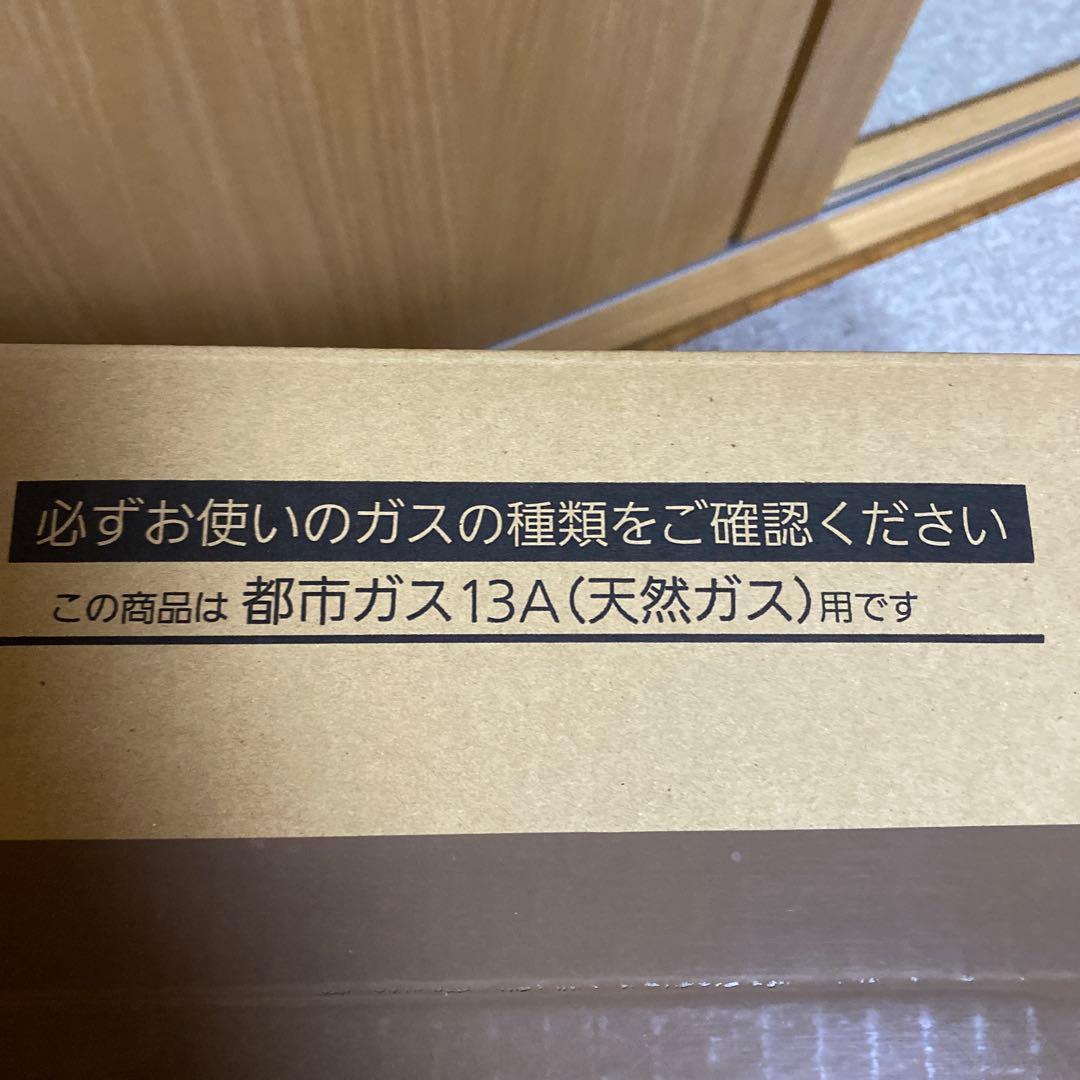 必ずお使いのガスの種類をご確認ください
この商品は 都市ガス13A(天然ガス)用です